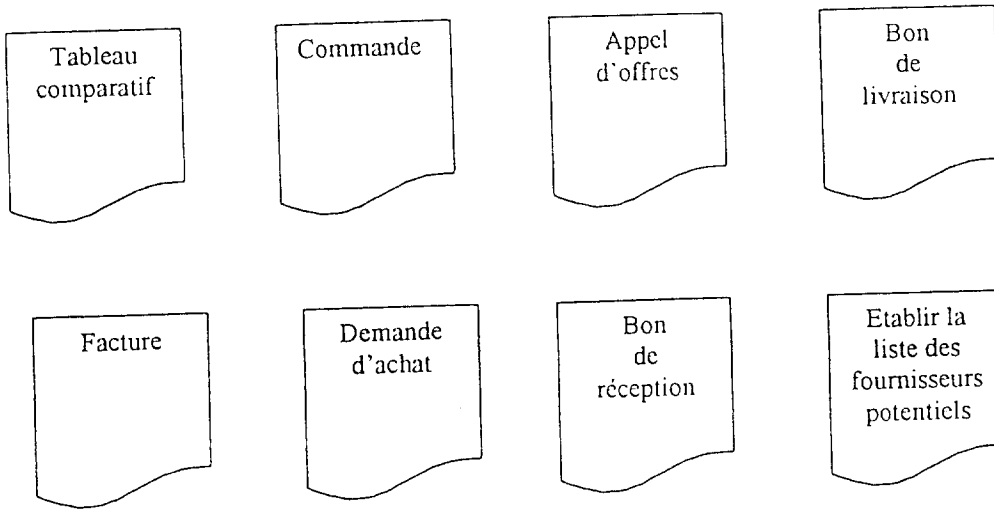 Tableau
comparatif
Commande
Appel
d'offres
Bon
de
livraison
Facture
Demande
d'achat
Bon
de
réception
Etablir la
liste des
fournisseurs
potentiels